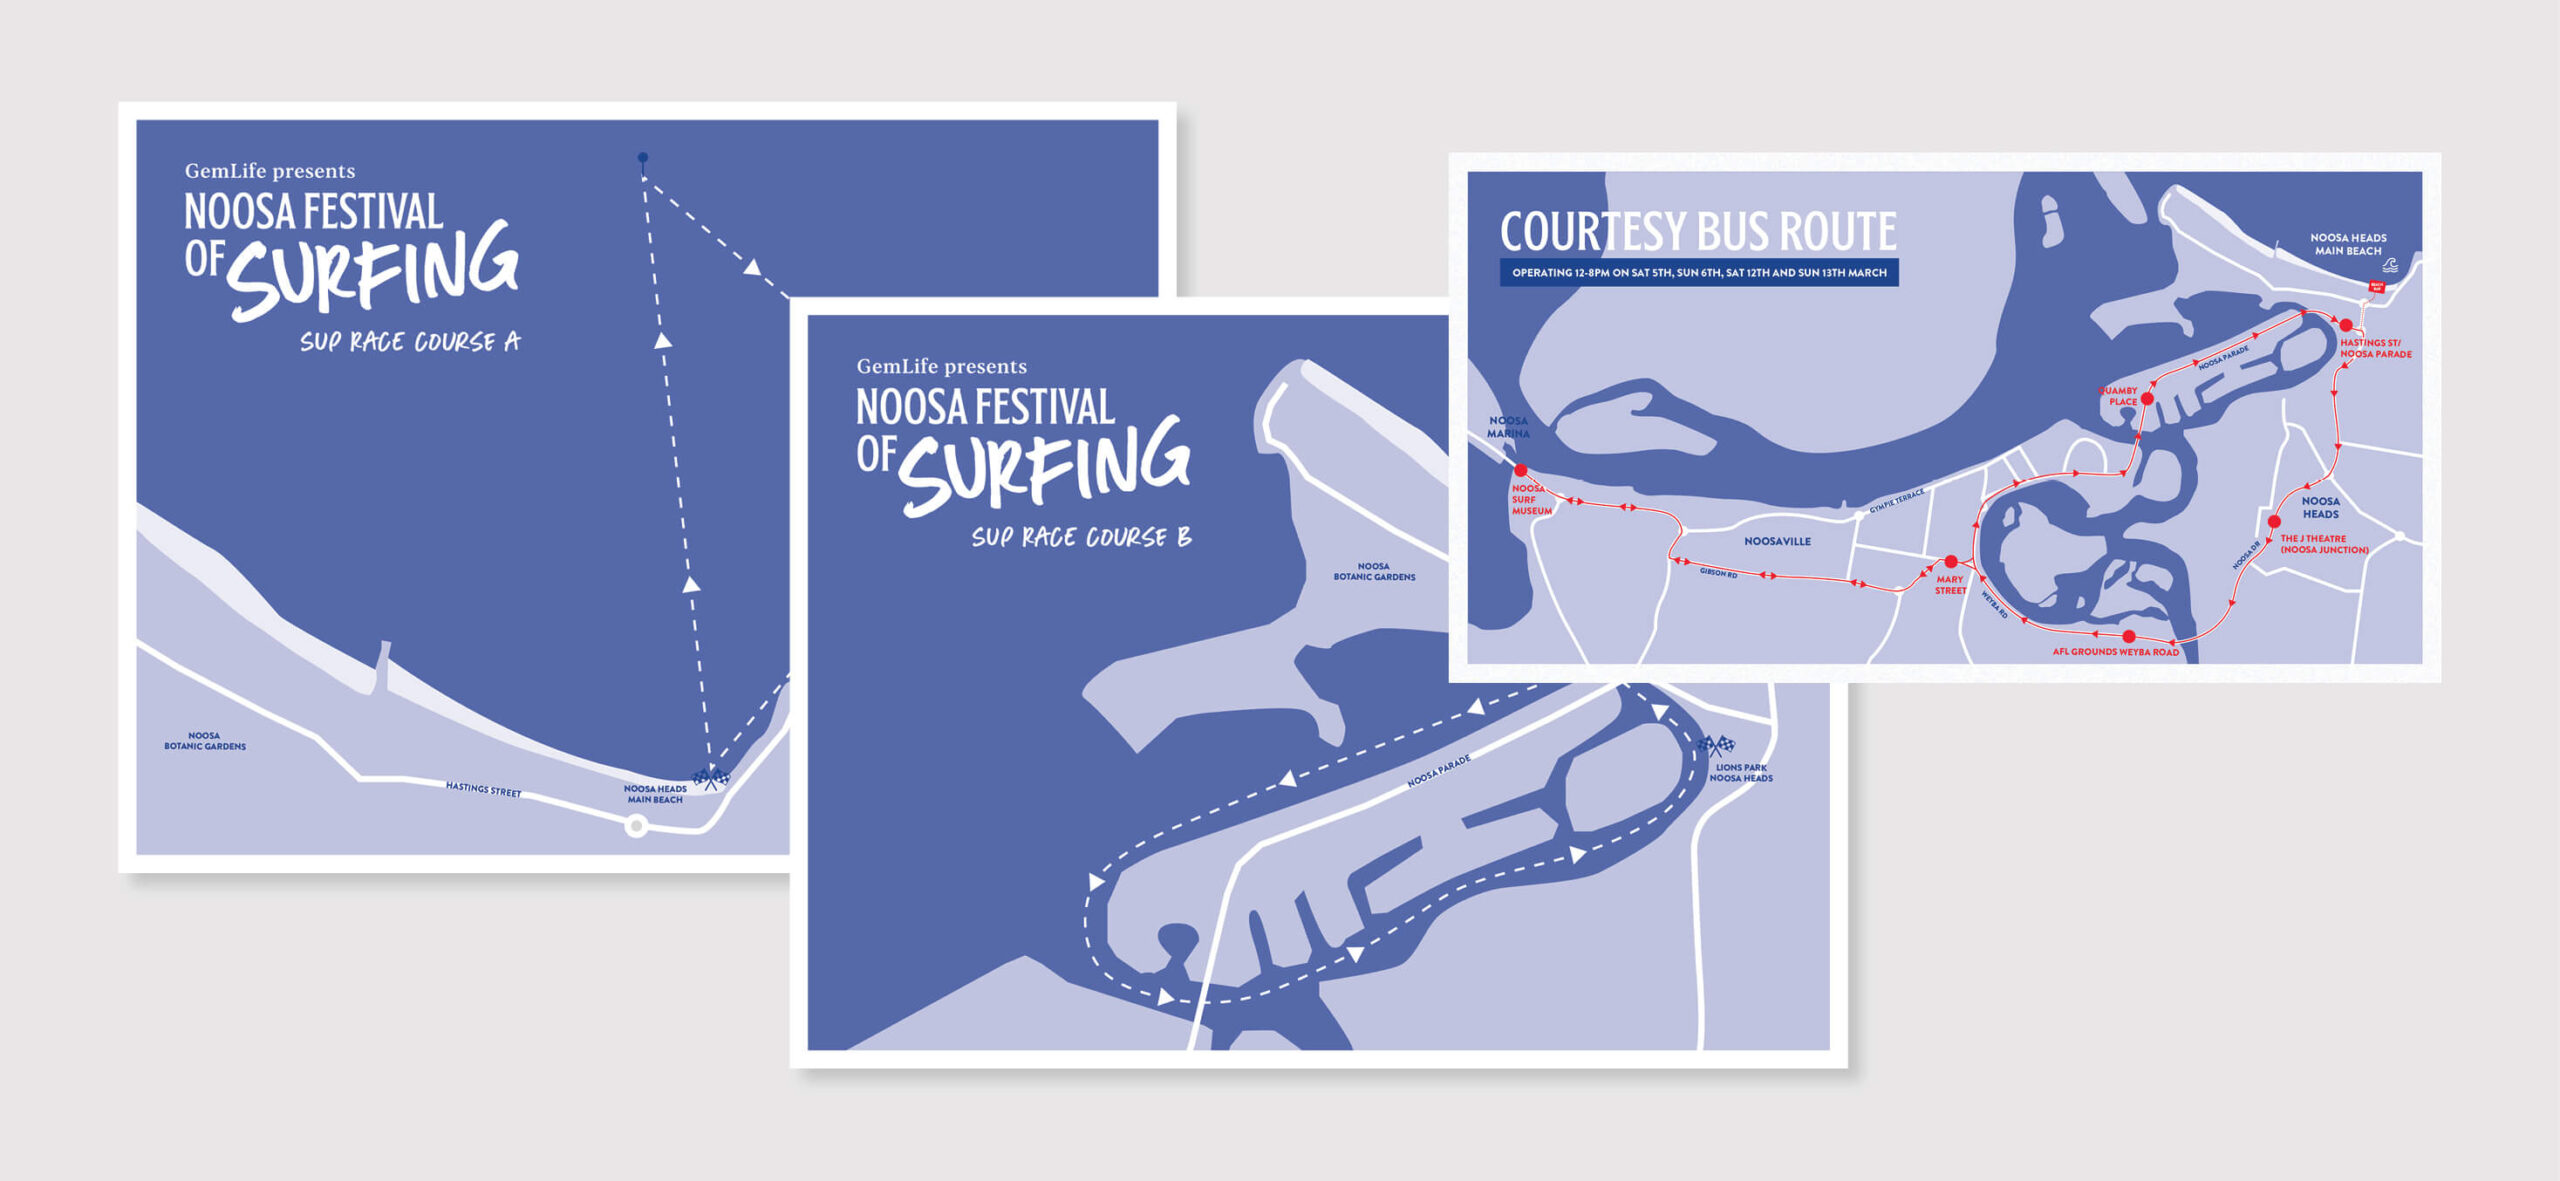 GemLife presents
NOOSA FESTIVAL
OF SURFING
SUP RACE COURSE A
NOOSA
BOTANIC GARDENS
HASTINGS STREET
NOOSA HEADS
MAIN BEACH
GemLife presents
NOOSA FESTIVAL
OF SURFING
SUP RACE COURSE B
NOOSA
BOTANIC GARDENS
NOOSA PARADE
LIONS PARK
NOOSA HEADS
COURTESY BUS ROUTE
OPERATING 12-8PM ON SAT 5TH, SUN 6TH, SAT 12TH AND SUN 13TH MARCH
NOOSA HEADS
MAIN BEACH
BEACH
BAR
HASTINGS ST/
NOOSA PARADE
NOOSA PARADE
QUAMBY
PLACE
NOOSA
MARINA
NOOSA
SURF
MUSEUM
GYMPIE TERRACE
NOOSAVILLE
GIBSON RD
MARY
STREET
WEYBA RD
NOOSA
HEADS
THE J THEATRE
(NOOSA JUNCTION)
NOOSA DR
AFL GROUNDS WEYBA ROAD